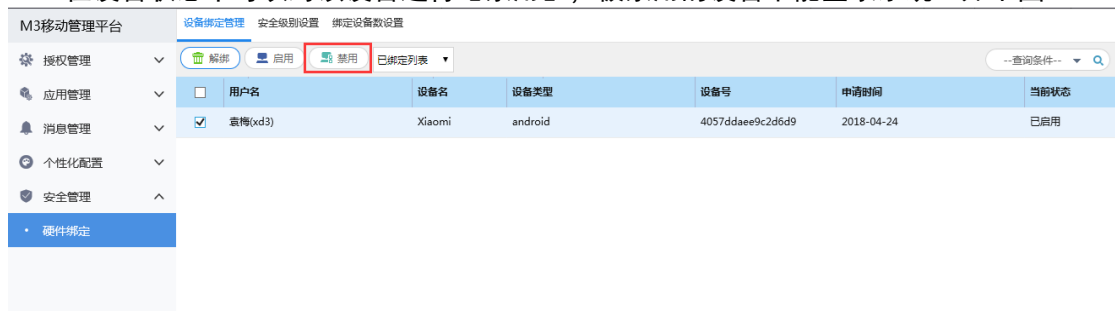 M3移动管理平台
设备绑定管理 安全级别设置 绑定设备数设置
授权管理
解绑 启用 禁用 已绑定列表 --查询条件--
应用管理
用户名 设备名 设备类型 设备号 申请时间 当前状态
消息管理
袁梅(xd3) Xiaomi android 4057ddaee9c2d6d9 2018-04-24 已启用
个性化配置
安全管理
硬件绑定